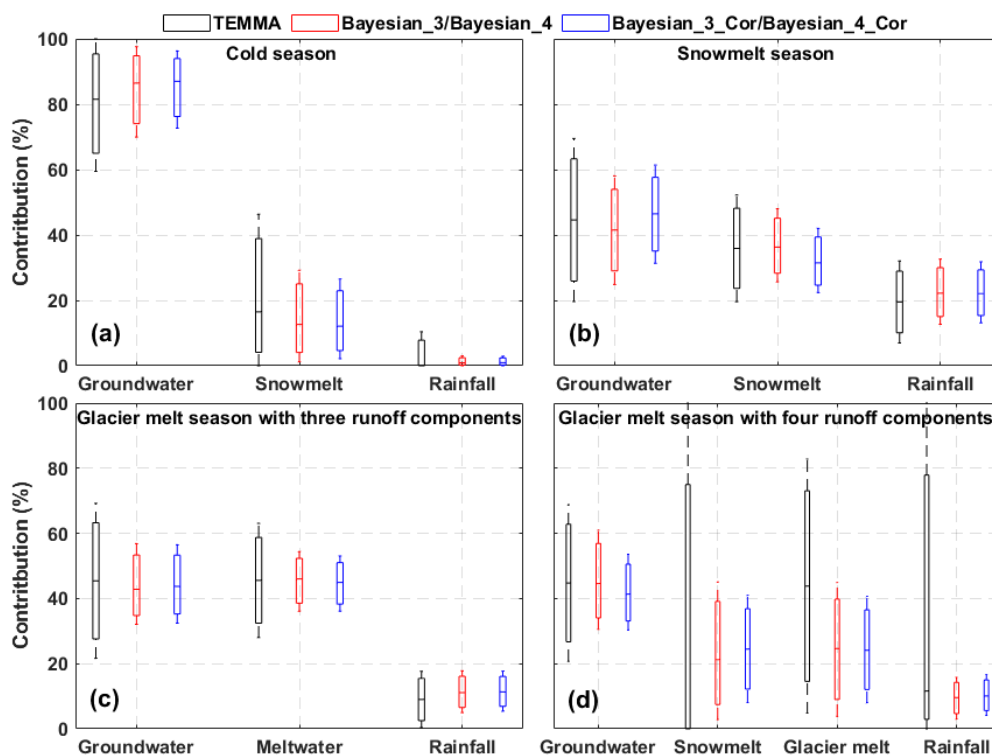 TEMMA Bayesian_3/Bayesian_4 Bayesian_3_Cor/Bayesian_4_Cor
Cold season
Snowmelt season
Contritbution (%)
100
80
60
40
20
0
(a)
(b)
Groundwater Snowmelt Rainfall
Groundwater Snowmelt Rainfall
Glacier melt season with three runoff components
Glacier melt season with four runoff components
Contritbution (%)
100
80
60
40
20
0
(c)
(d)
Groundwater Meltwater Rainfall
Groundwater Snowmelt Glacier melt Rainfall